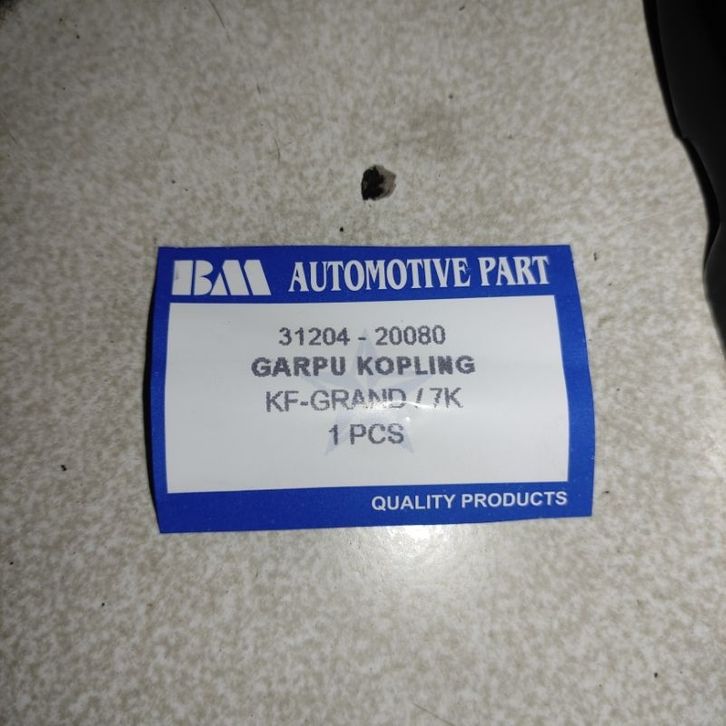 BM AUTOMOTIVE PART
31204 - 20080
GARPU KOPLING
KF-GRAND / 7K
1 PCS
QUALITY PRODUCTS